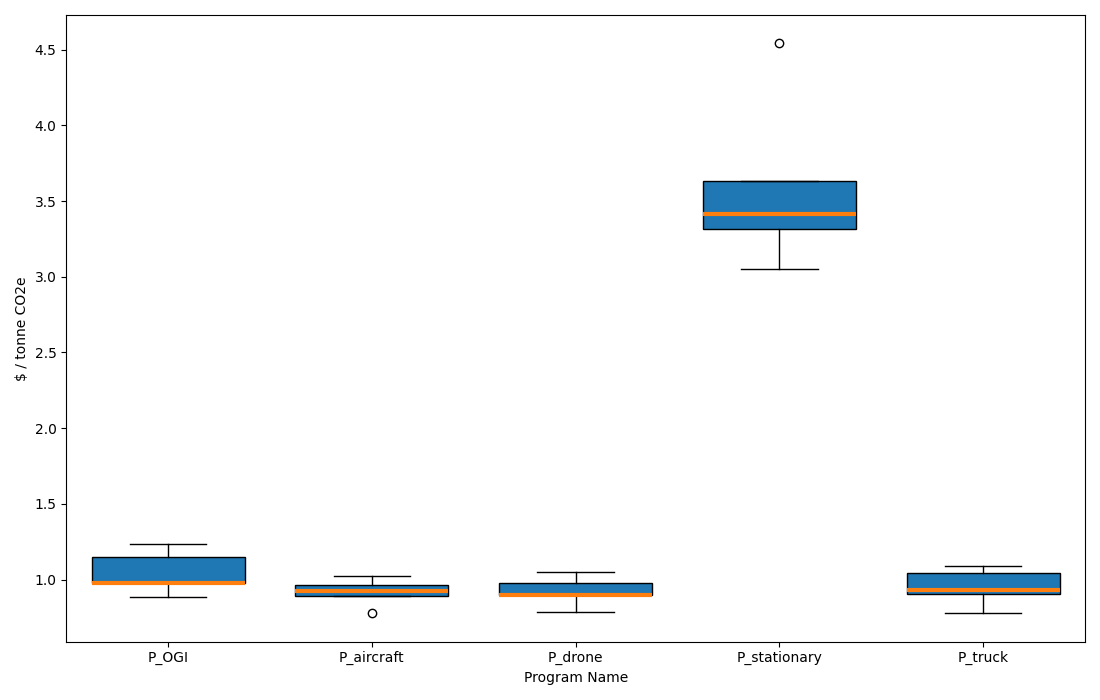 $ / tonne CO2e
4.5
4.0
3.5
3.0
2.5
2.0
1.5
1.0
P_OGI
P_aircraft
P_drone
P_stationary
P_truck
Program Name